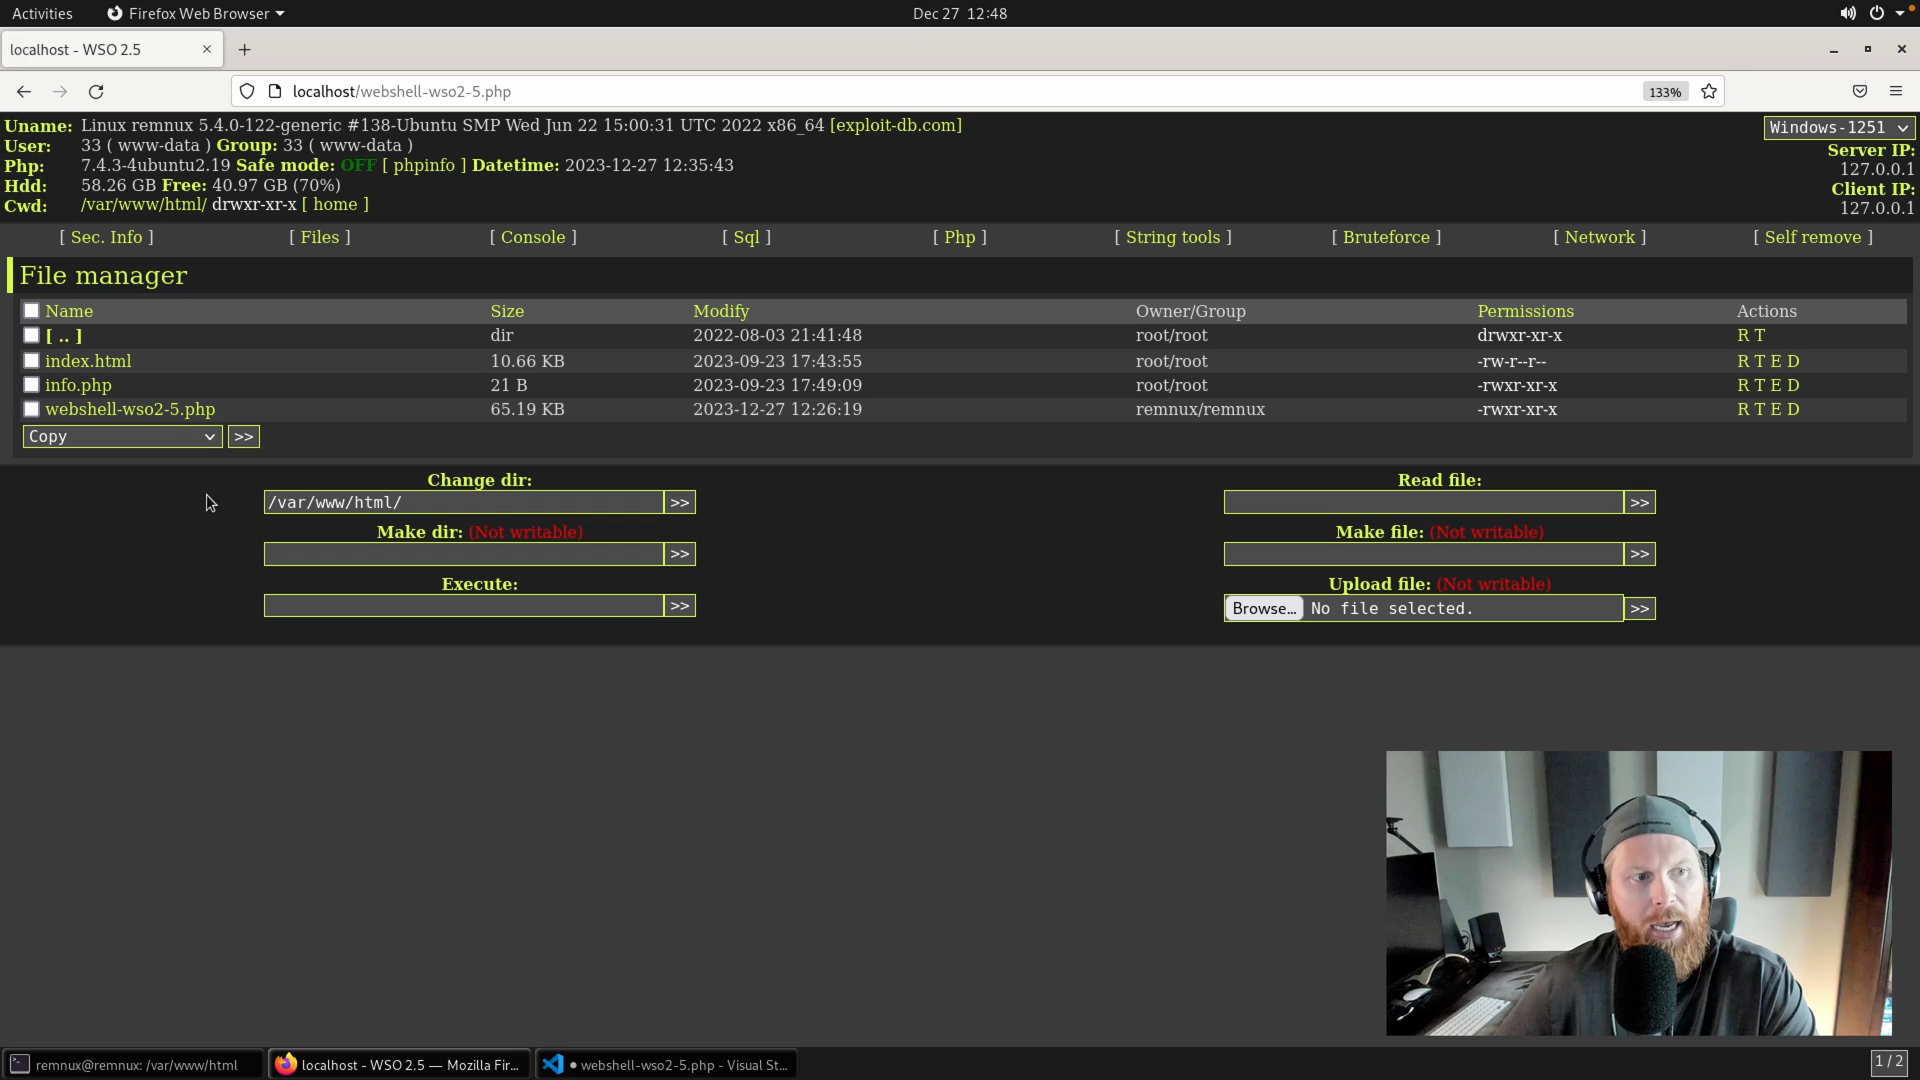 Activities Firefox Web Browser Dec 27 12:48
localhost - WSO 2.5
localhost/webshell-wso2-5.php 133%
Uname: Linux remnux 5.4.0-122-generic #138-Ubuntu SMP Wed Jun 22 15:00:31 UTC 2022 x86_64 [exploit-db.com] Windows-1251
User: 33 ( www-data ) Group: 33 ( www-data ) Server IP:
Php: 7.4.3-4ubuntu2.19 Safe mode: OFF [ phpinfo ] Datetime: 2023-12-27 12:35:43 127.0.0.1
Hdd: 58.26 GB Free: 40.97 GB (70%) Client IP:
Cwd: /var/www/html/ drwxr-xr-x [ home ] 127.0.0.1
[ Sec. Info ] [ Files ] [ Console ] [ Sql ] [ Php ] [ String tools ] [ Bruteforce ] [ Network ] [ Self remove ]
File manager
Name Size Modify Owner/Group Permissions Actions
[ .. ] dir 2022-08-03 21:41:48 root/root drwxr-xr-x R T
index.html 10.66 KB 2023-09-23 17:43:55 root/root -rw-r--r-- R T E D
info.php 21 B 2023-09-23 17:49:09 root/root -rwxr-xr-x R T E D
webshell-wso2-5.php 65.19 KB 2023-12-27 12:26:19 remnux/remnux -rwxr-xr-x R T E D
Copy >>
Change dir: Read file:
/var/www/html/ >> >>
Make dir: (Not writable) Make file: (Not writable)
>> >>
Execute: Upload file: (Not writable)
>> Browse... No file selected. >>
remnux@remnux: /var/www/html localhost - WSO 2.5 — Mozilla Fir... ● webshell-wso2-5.php - Visual St... 1 / 2